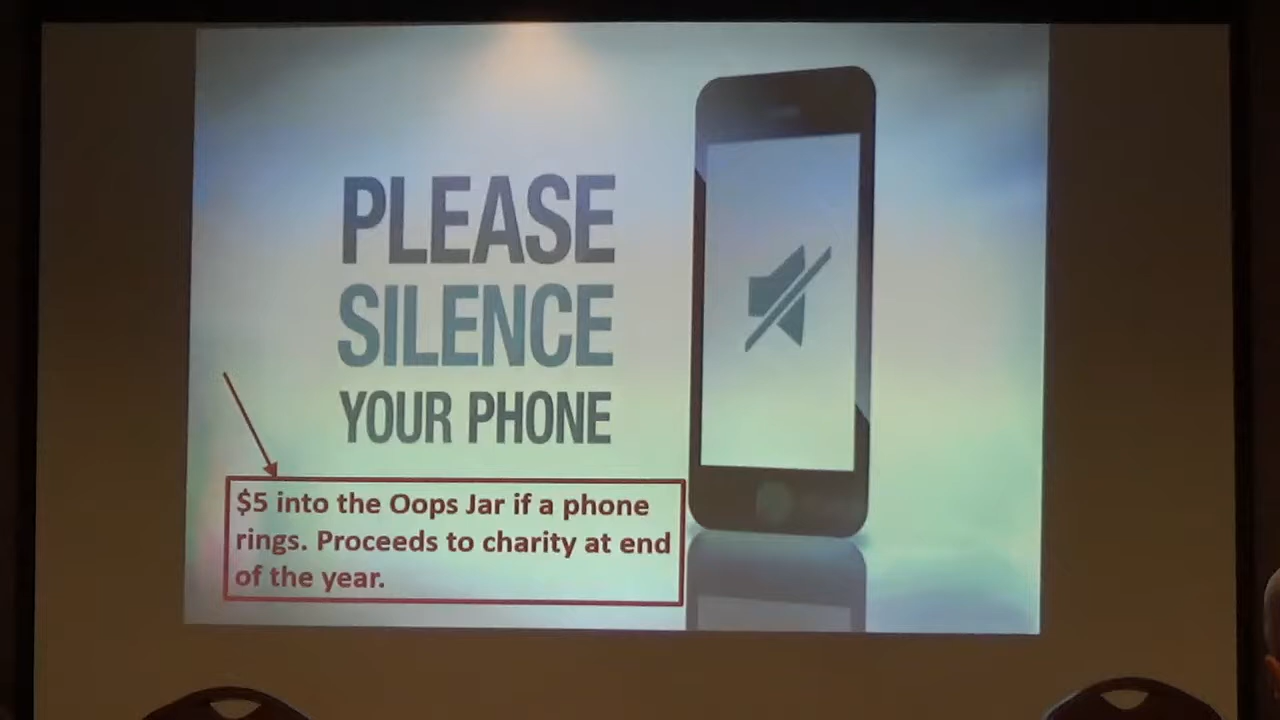 PLEASE
SILENCE
YOUR PHONE
$5 into the Oops Jar if a phone
rings. Proceeds to charity at end
of the year.